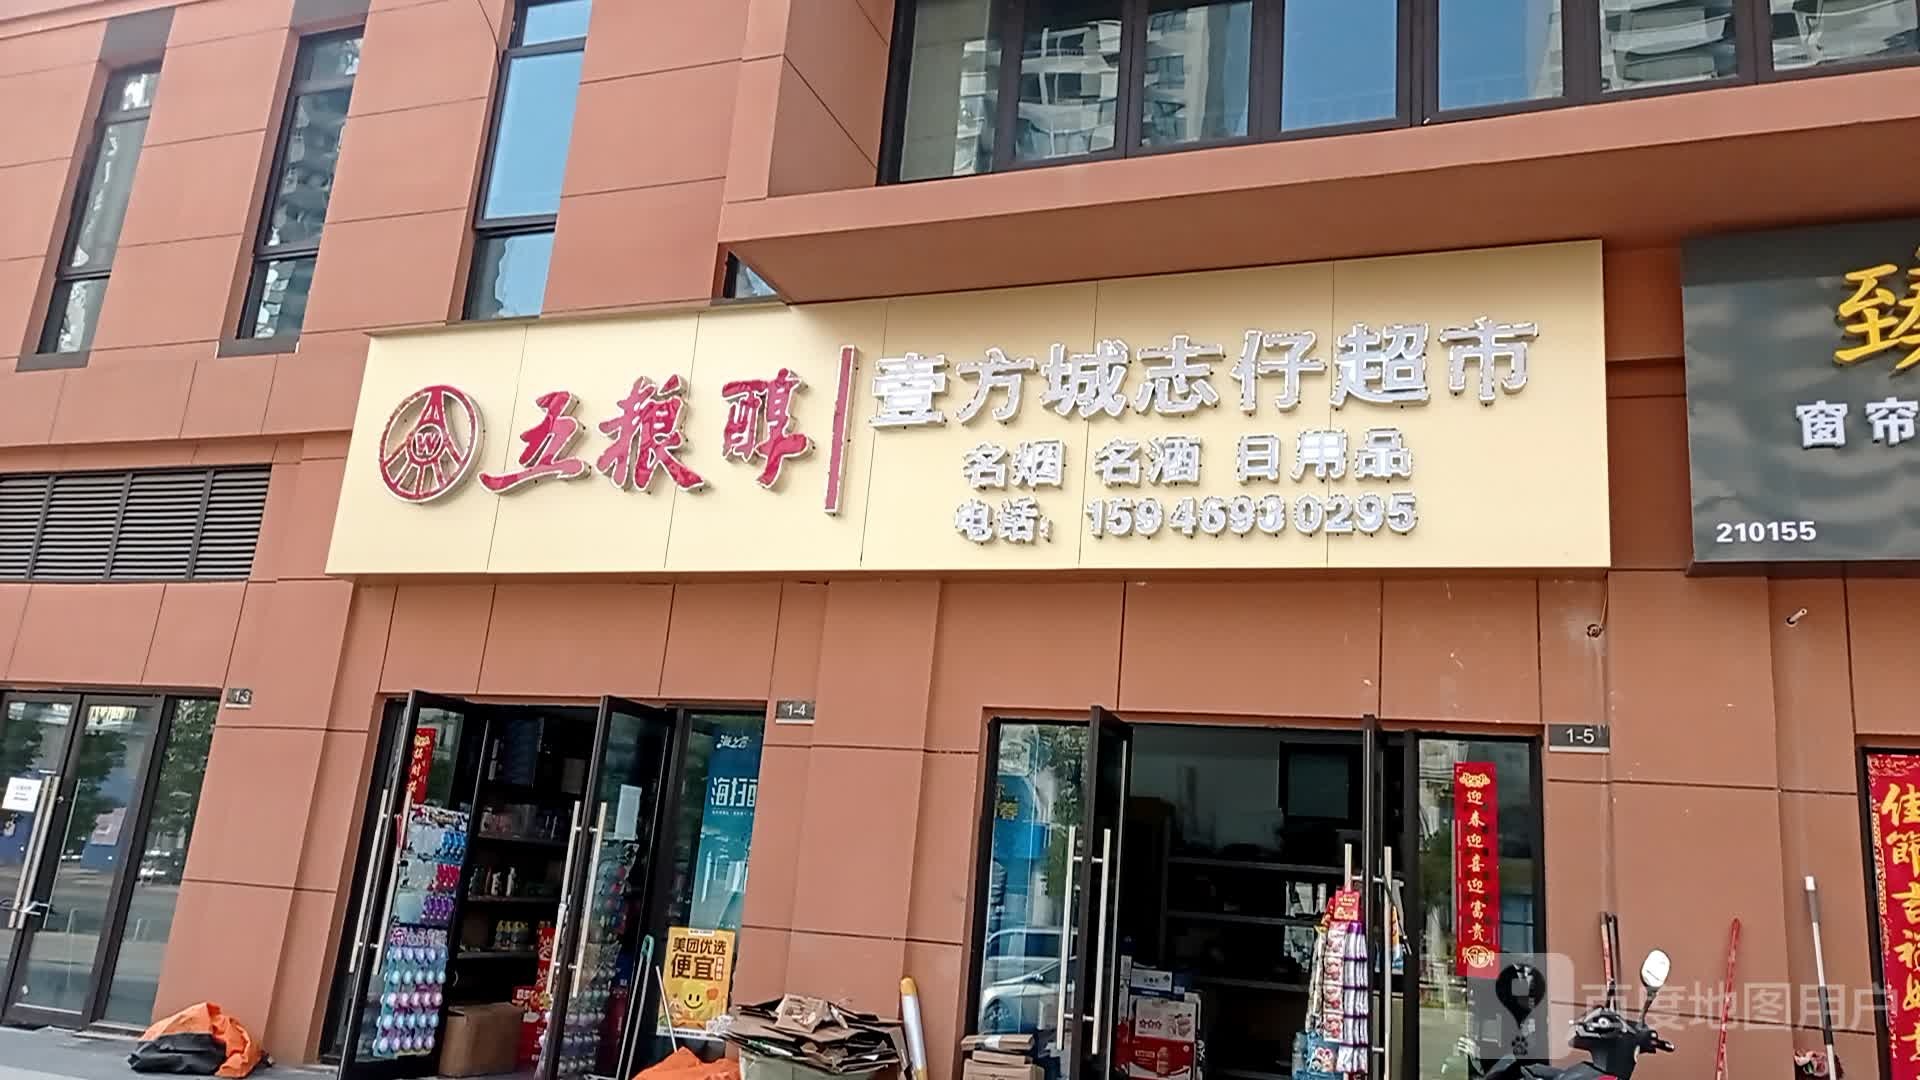 五粮醇
壹方城志仔超市
名烟 名酒 日用品
电话：15946930295
窗帘
210155
1-3
1-4
1-5
美团优选
便宜
迎春迎喜迎富贵
百度地图用户